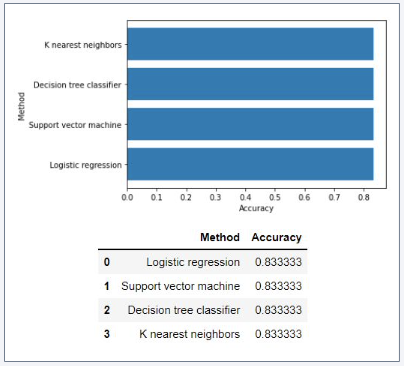 K nearest neighbors
Decision tree classifier
Method
Support vector machine
Logistic regression
0.0 0.1 0.2 0.3 0.4 0.5 0.6 0.7 0.8
Accuracy
Method Accuracy
0 Logistic regression 0.833333
1 Support vector machine 0.833333
2 Decision tree classifier 0.833333
3 K nearest neighbors 0.833333